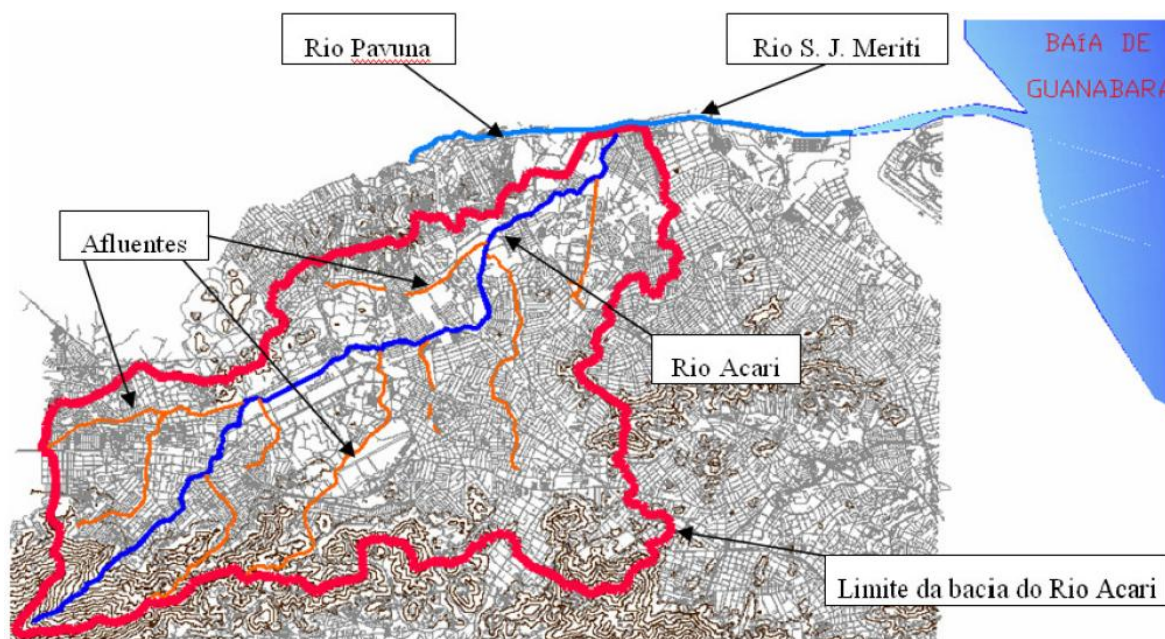 Rio Pavuna
Rio S. J. Meriti
BAÍA DE
GUANABARA
Afluentes
Rio Acari
Limite da bacia do Rio Acari